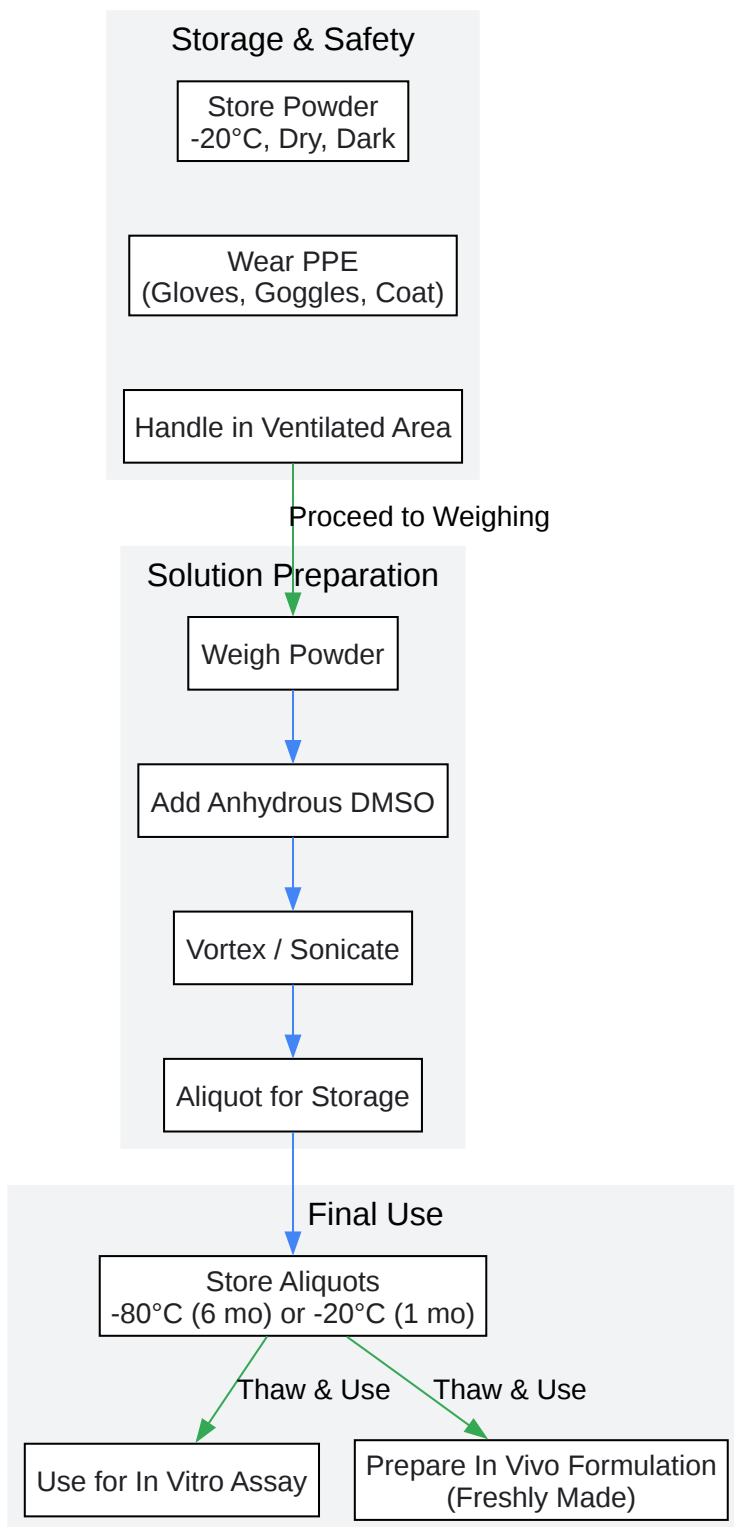 Storage & Safety
Store Powder
-20°C, Dry, Dark
Wear PPE
(Gloves, Goggles, Coat)
Handle in Ventilated Area
Proceed to Weighing
Solution Preparation
Weigh Powder
Add Anhydrous DMSO
Vortex / Sonicate
Aliquot for Storage
Final Use
Store Aliquots
-80°C (6 mo) or -20°C (1 mo)
Thaw & Use
Thaw & Use
Use for In Vitro Assay
Prepare In Vivo Formulation
(Freshly Made)